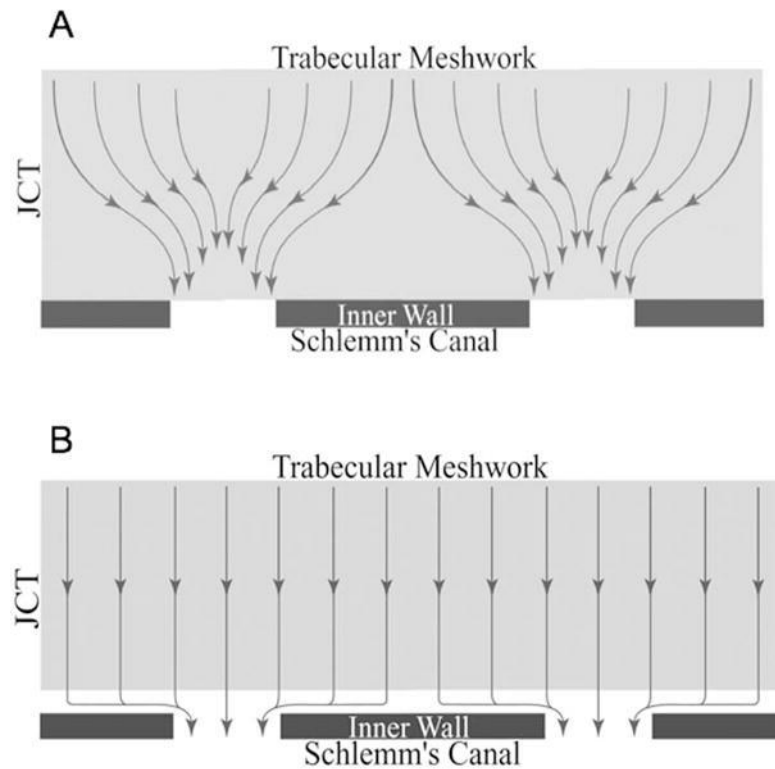 A
Trabecular Meshwork
JCT
Inner Wall
Schlemm's Canal
B
Trabecular Meshwork
JCT
Inner Wall
Schlemm's Canal